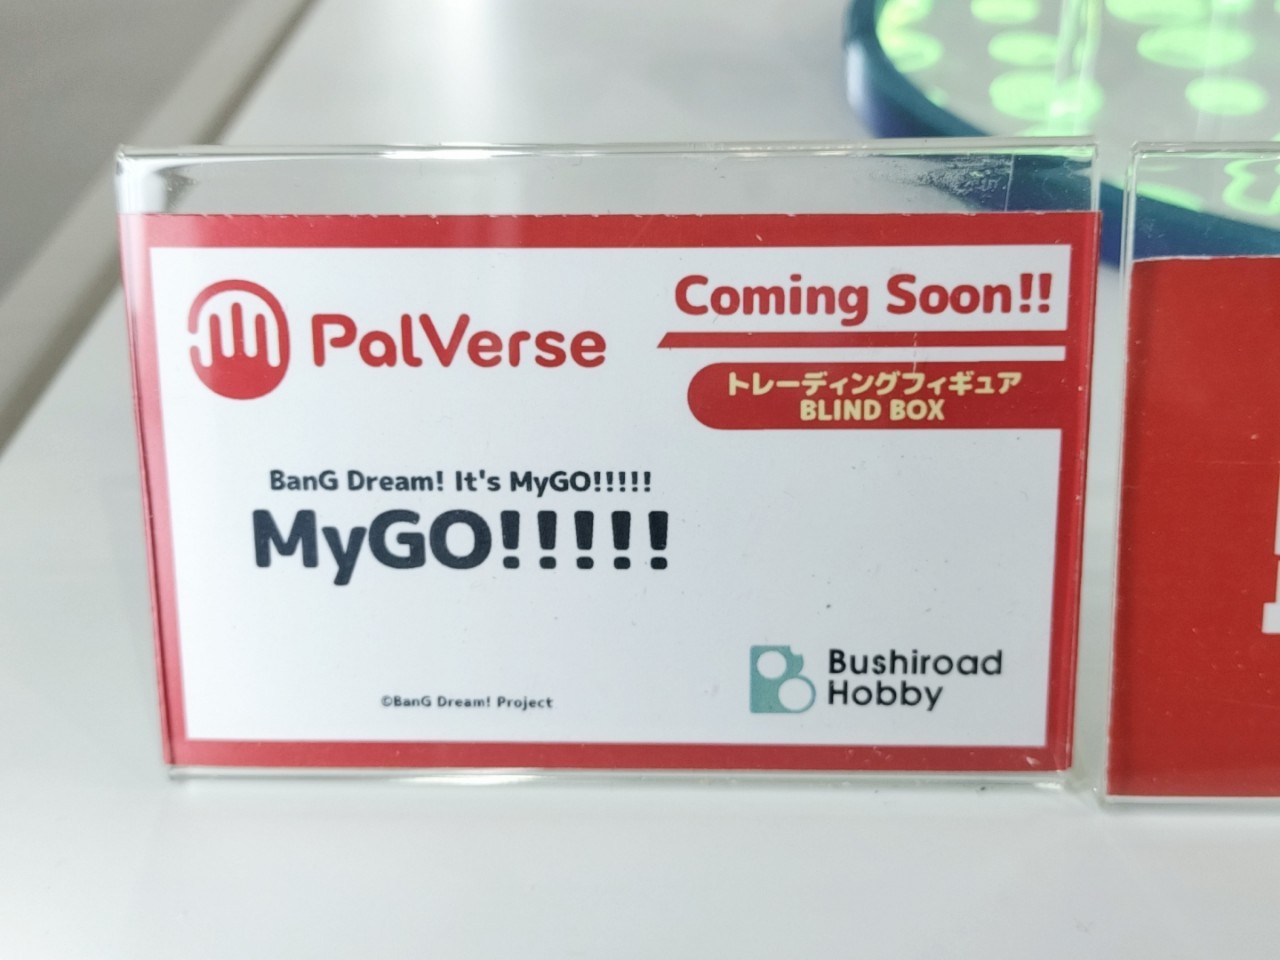 PalVerse
Coming Soon!!
トレーディングフィギュア
BLIND BOX
BanG Dream! It's MyGO!!!!!
MyGO!!!!!
©BanG Dream! Project
Bushiroad
Hobby